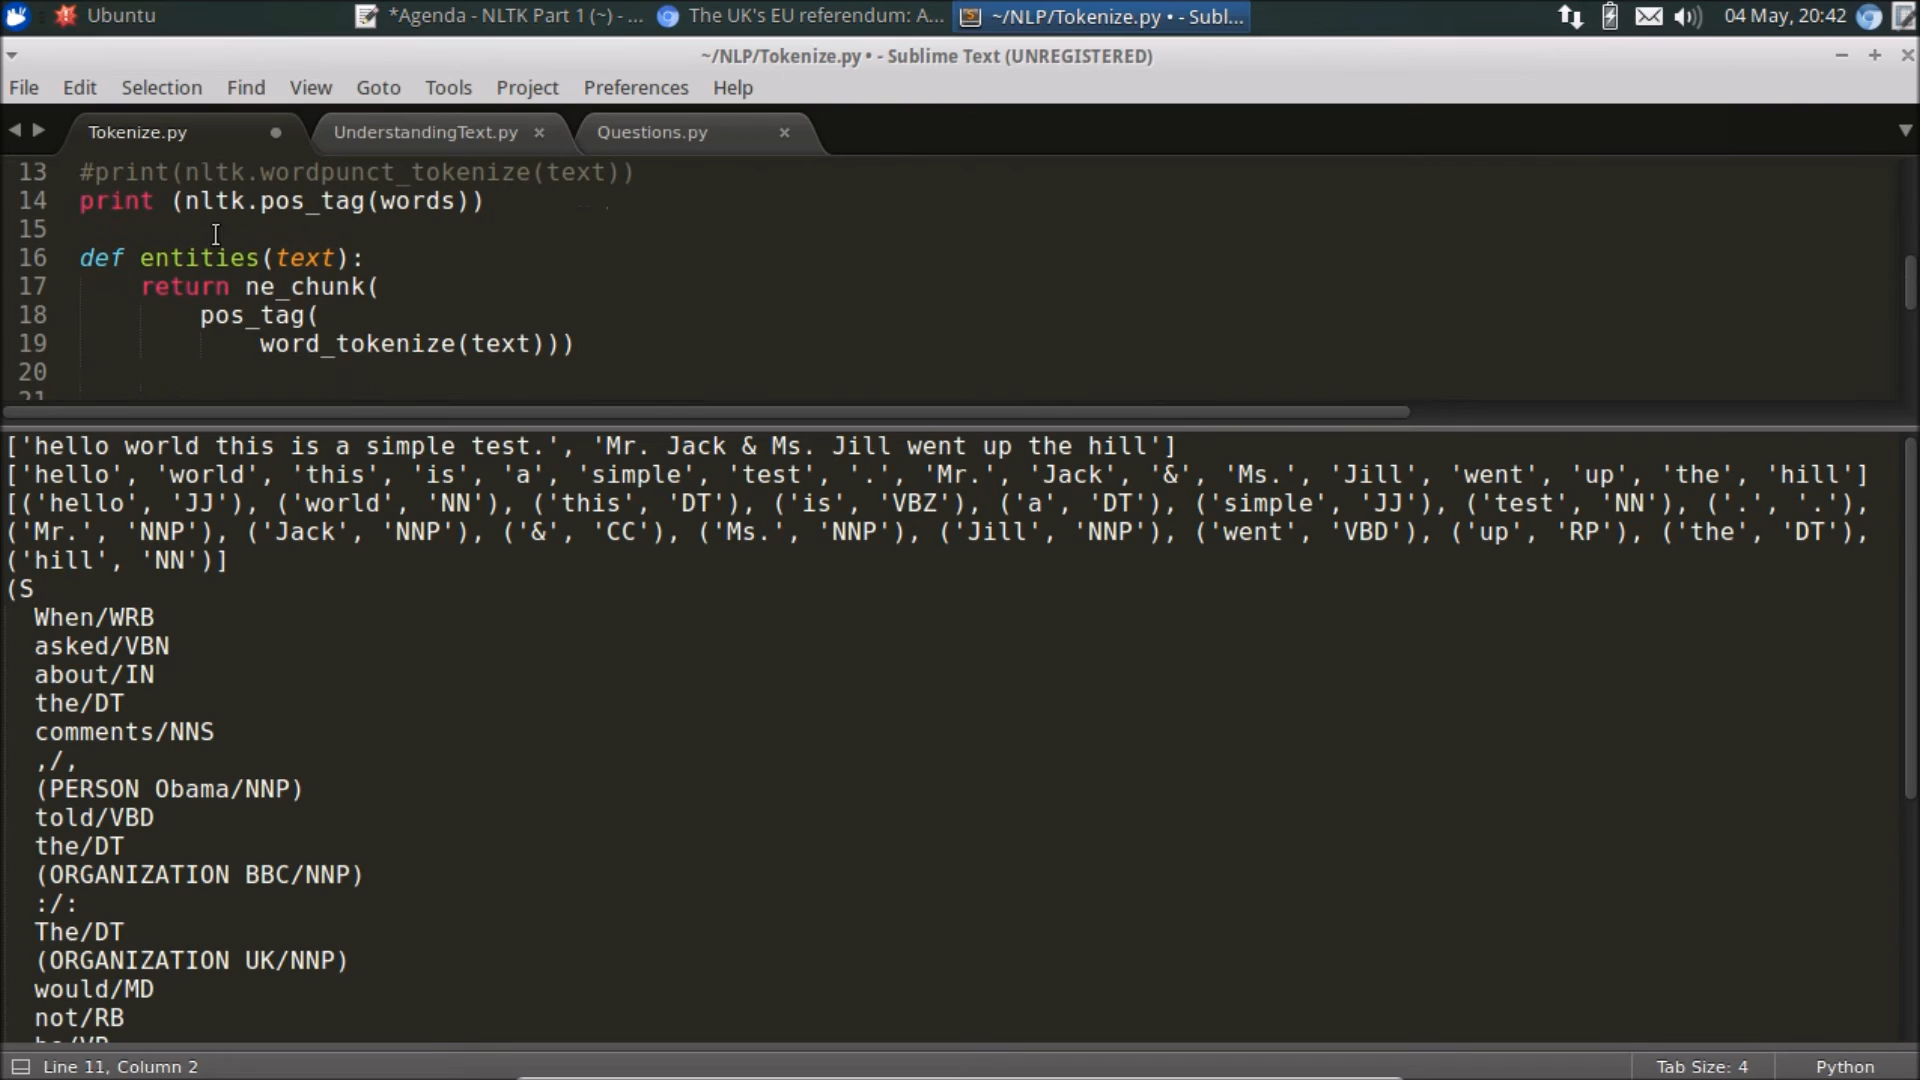 Ubuntu *Agenda - NLTK Part 1 (~) - ... The UK's EU referendum: A... ~/NLP/Tokenize.py • - Subl... 04 May, 20:42
~/NLP/Tokenize.py • - Sublime Text (UNREGISTERED)
File Edit Selection Find View Goto Tools Project Preferences Help
Tokenize.py UnderstandingText.py Questions.py
13 #print(nltk.wordpunct_tokenize(text))
14 print (nltk.pos_tag(words))
15
16 def entities(text):
17 return ne_chunk(
18 pos_tag(
19 word_tokenize(text)))
20
21
['hello world this is a simple test.', 'Mr. Jack & Ms. Jill went up the hill']
['hello', 'world', 'this', 'is', 'a', 'simple', 'test', '.', 'Mr.', 'Jack', '&', 'Ms.', 'Jill', 'went', 'up', 'the', 'hill']
[('hello', 'JJ'), ('world', 'NN'), ('this', 'DT'), ('is', 'VBZ'), ('a', 'DT'), ('simple', 'JJ'), ('test', 'NN'), ('.', '.'),
('Mr.', 'NNP'), ('Jack', 'NNP'), ('&', 'CC'), ('Ms.', 'NNP'), ('Jill', 'NNP'), ('went', 'VBD'), ('up', 'RP'), ('the', 'DT'),
('hill', 'NN')]
(S
When/WRB
asked/VBN
about/IN
the/DT
comments/NNS
,/,
(PERSON Obama/NNP)
told/VBD
the/DT
(ORGANIZATION BBC/NNP)
:/:
The/DT
(ORGANIZATION UK/NNP)
would/MD
not/RB
be/VB
Line 11, Column 2 Tab Size: 4 Python